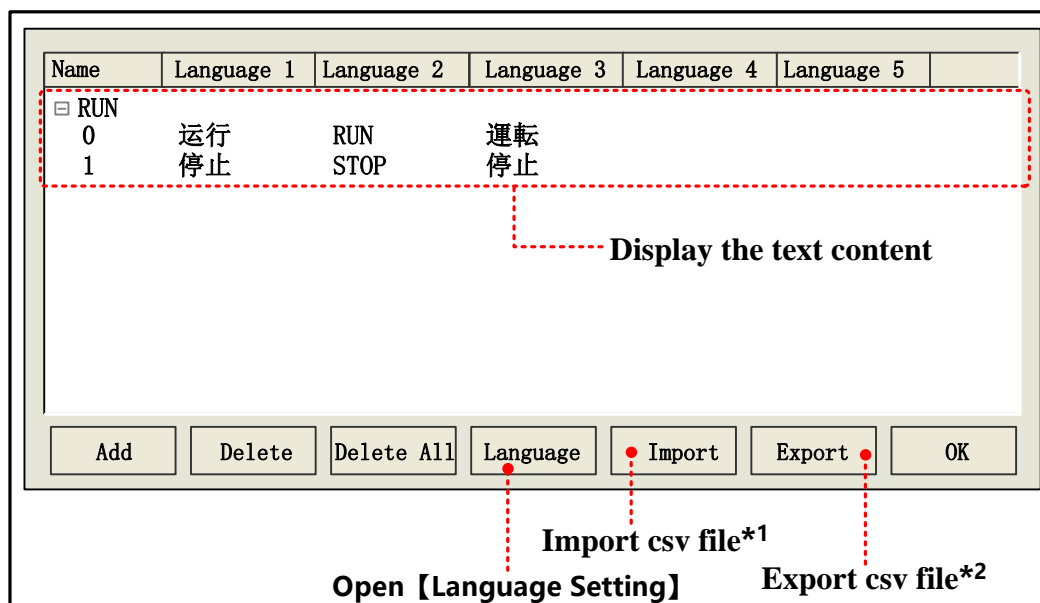 Name Language 1 Language 2 Language 3 Language 4 Language 5
RUN
0 运行 RUN 運転
1 停止 STOP 停止
Display the text content
Add Delete Delete All Language Import Export OK
Import csv file*1
Export csv file*2
Open【Language Setting】